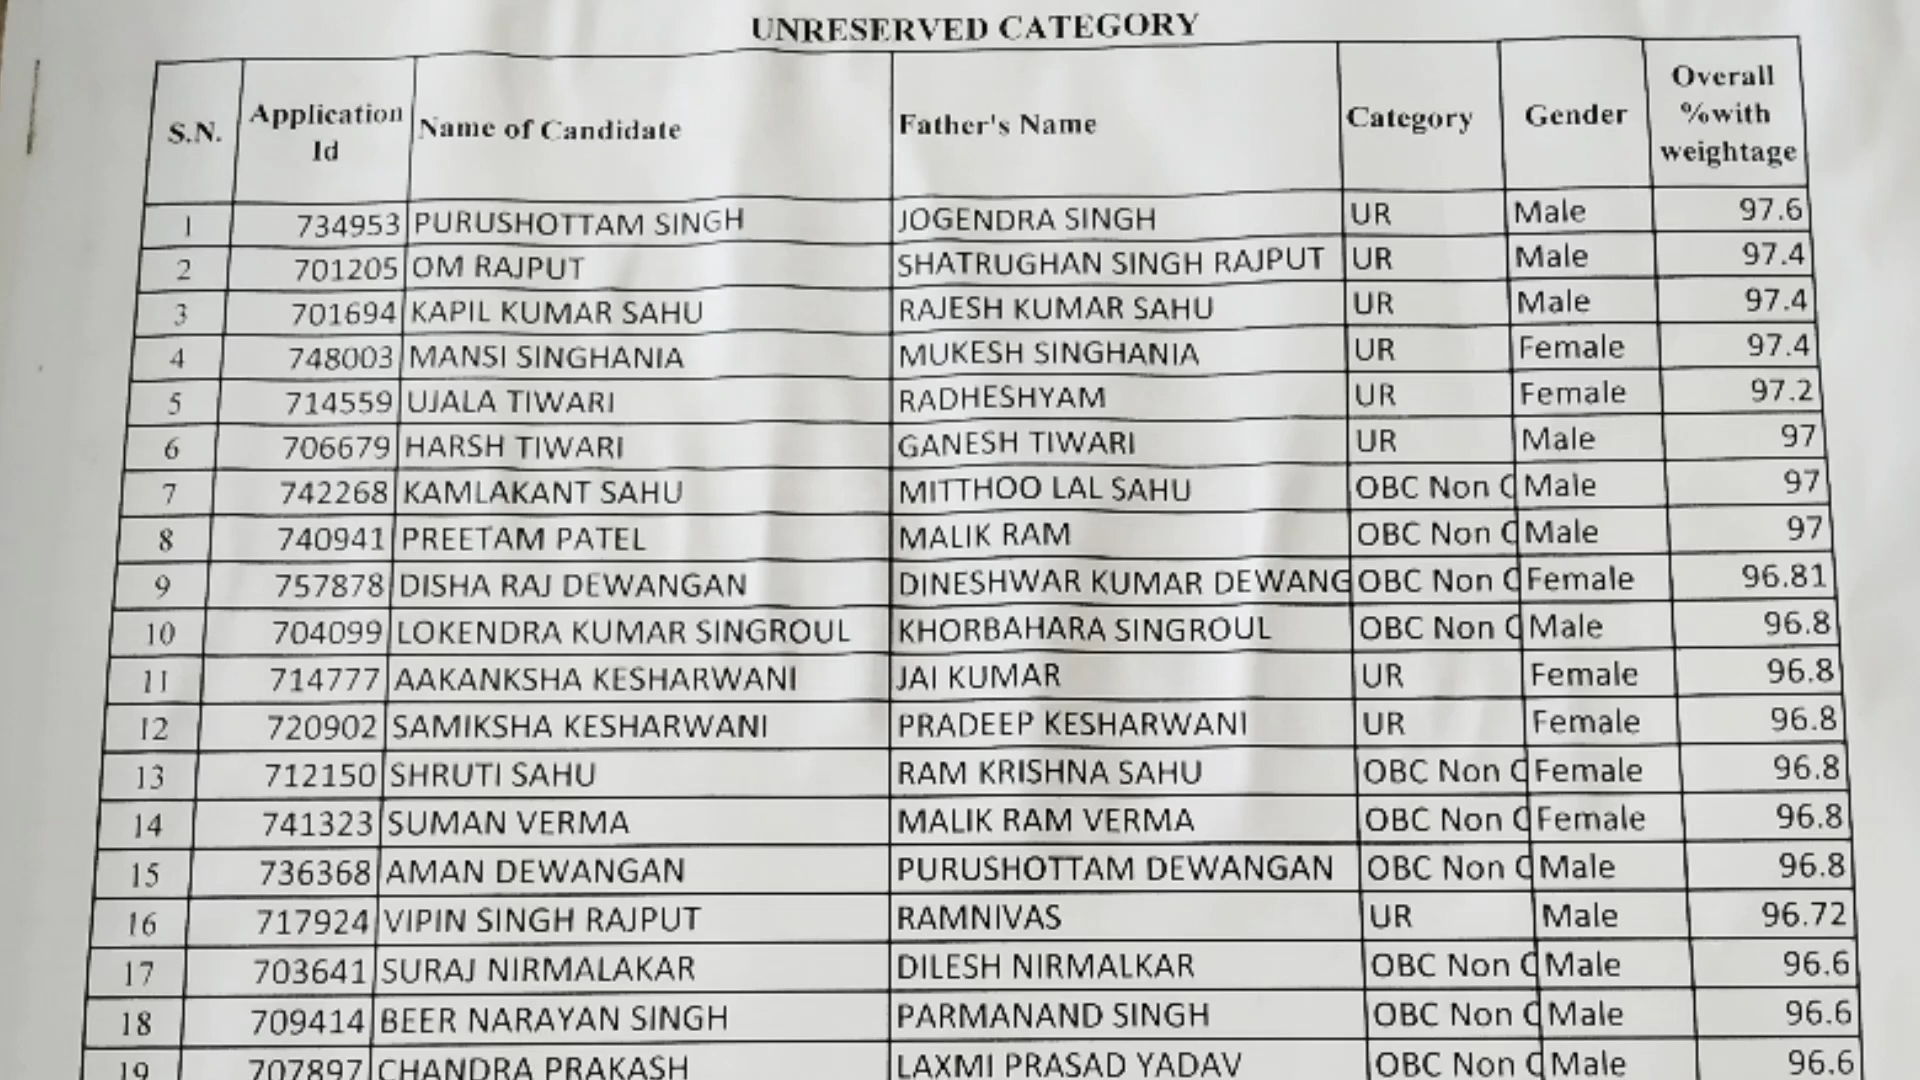 UNRESERVED CATEGORY
S.N. Application Id Name of Candidate Father's Name Category Gender Overall %with weightage
1 734953 PURUSHOTTAM SINGH JOGENDRA SINGH UR Male 97.6
2 701205 OM RAJPUT SHATRUGHAN SINGH RAJPUT UR Male 97.4
3 701694 KAPIL KUMAR SAHU RAJESH KUMAR SAHU UR Male 97.4
4 748003 MANSI SINGHANIA MUKESH SINGHANIA UR Female 97.4
5 714559 UJALA TIWARI RADHESHYAM UR Female 97.2
6 706679 HARSH TIWARI GANESH TIWARI UR Male 97
7 742268 KAMLAKANT SAHU MITTHOO LAL SAHU OBC Non C Male 97
8 740941 PREETAM PATEL MALIK RAM OBC Non C Male 97
9 757878 DISHA RAJ DEWANGAN DINESHWAR KUMAR DEWANG OBC Non C Female 96.81
10 704099 LOKENDRA KUMAR SINGROUL KHORBAHARA SINGROUL OBC Non C Male 96.8
11 714777 AAKANKSHA KESHARWANI JAI KUMAR UR Female 96.8
12 720902 SAMIKSHA KESHARWANI PRADEEP KESHARWANI UR Female 96.8
13 712150 SHRUTI SAHU RAM KRISHNA SAHU OBC Non C Female 96.8
14 741323 SUMAN VERMA MALIK RAM VERMA OBC Non C Female 96.8
15 736368 AMAN DEWANGAN PURUSHOTTAM DEWANGAN OBC Non C Male 96.8
16 717924 VIPIN SINGH RAJPUT RAMNIVAS UR Male 96.72
17 703641 SURAJ NIRMALAKAR DILESH NIRMALKAR OBC Non C Male 96.6
18 709414 BEER NARAYAN SINGH PARMANAND SINGH OBC Non C Male 96.6
19 707897 CHANDRA PRAKASH LAXMI PRASAD YADAV OBC Non C Male 96.6